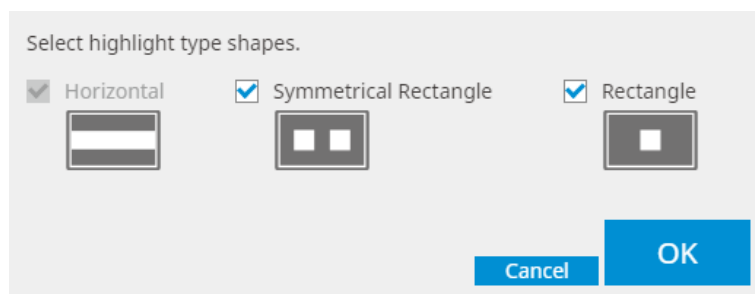 Select highlight type shapes.
Horizontal
Symmetrical Rectangle
Rectangle
Cancel
OK